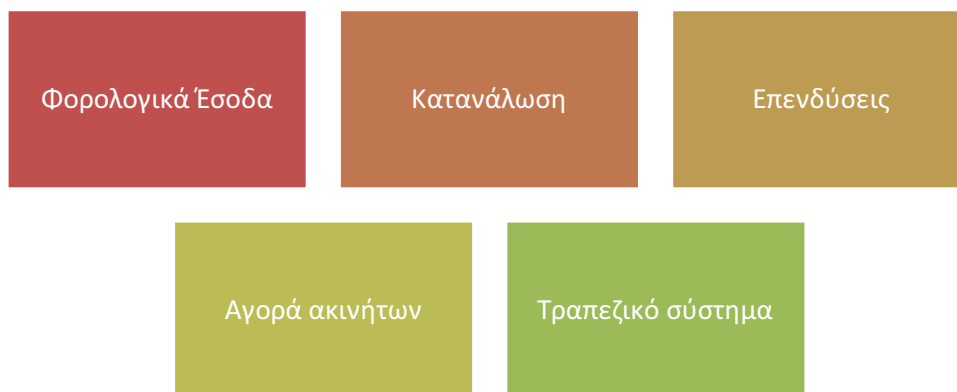 Φορολογικά Έσοδα
Κατανάλωση
Επενδύσεις
Αγορά ακινήτων
Τραπεζικό σύστημα